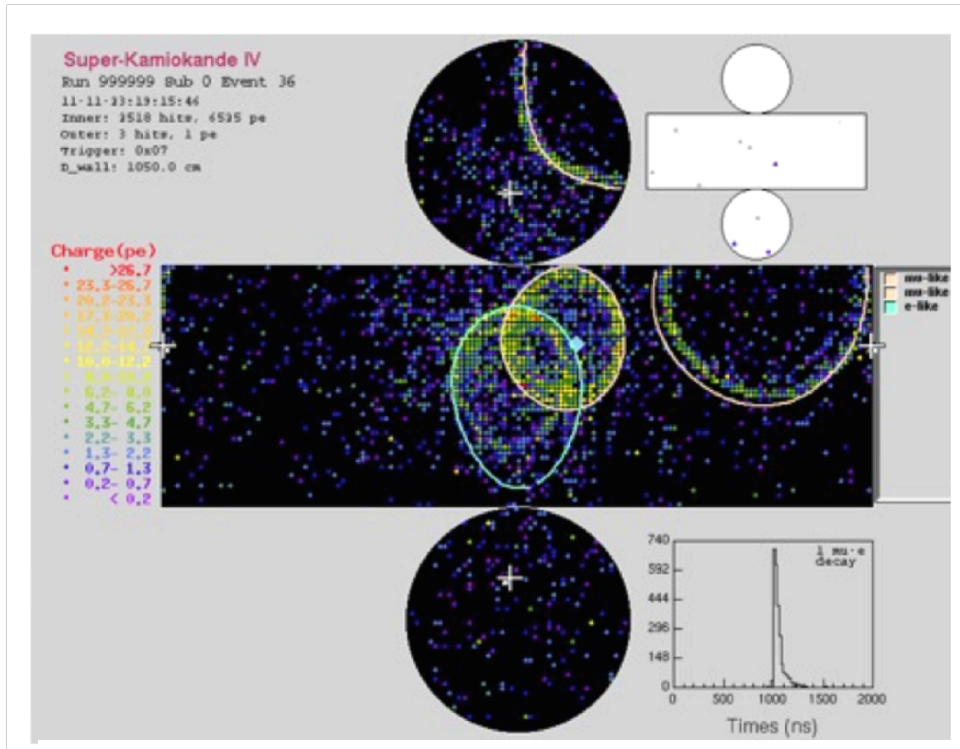 Super-Kamiokande IV
Run 999999 Sub 0 Event 36
11-11-23:19:15:46
Inner: 3518 hits, 6535 pe
Outer: 3 hits, 1 pe
Trigger: 0x07
D_wall: 1050.0 cm
Charge(pe)
>26.7
23.3-26.7
20.2-23.3
17.3-20.2
12.2-14.7
10.0-12.2
6.2- 8.0
4.7- 6.2
3.3- 4.7
2.2- 3.3
1.3- 2.2
0.7- 1.3
0.2- 0.7
< 0.2
mu-like
mu-like
e-like
1 mu-e
decay
740
592
444
296
148
0
0 500 1000 1500 2000
Times (ns)